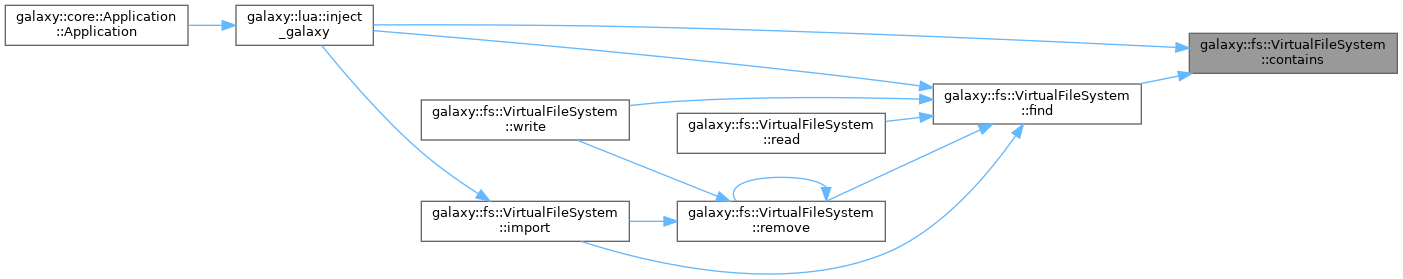 galaxy::core::Application
::Application
galaxy::lua::inject
_galaxy
galaxy::fs::VirtualFileSystem
::contains
galaxy::fs::VirtualFileSystem
::find
galaxy::fs::VirtualFileSystem
::write
galaxy::fs::VirtualFileSystem
::read
galaxy::fs::VirtualFileSystem
::import
galaxy::fs::VirtualFileSystem
::remove